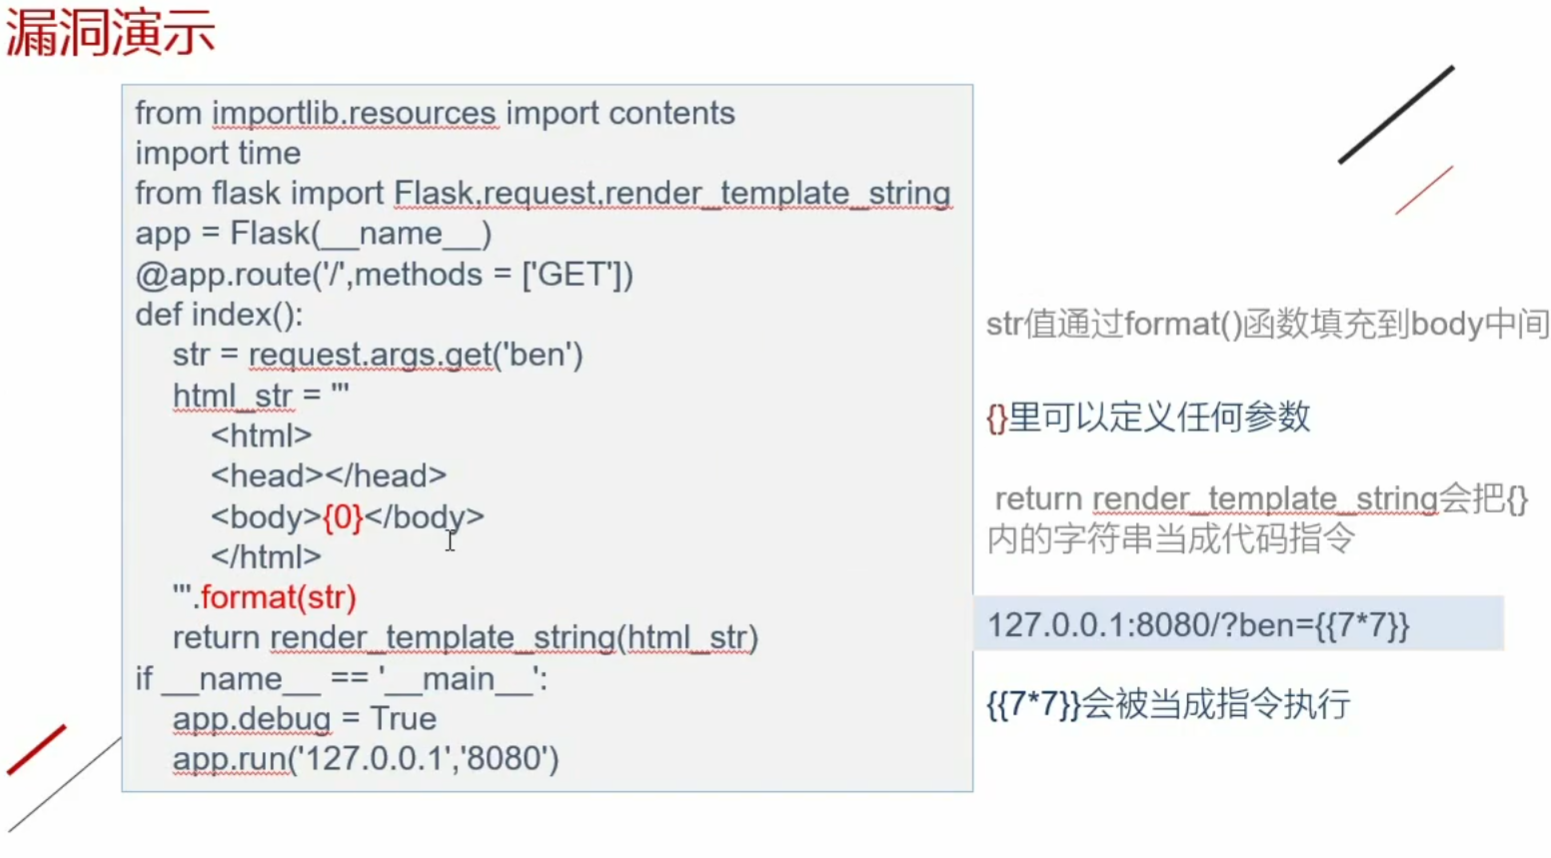 漏洞演示
from importlib.resources import contents
import time
from flask import Flask,request,render_template_string
app = Flask(__name__)
@app.route('/',methods = ['GET'])
def index():
str = request.args.get('ben')
html_str = '''
<html>
<head></head>
<body>{0}</body>
</html>
'''.format(str)
return render_template_string(html_str)
if __name__ == '__main__':
app.debug = True
app.run('127.0.0.1','8080')
str值通过format()函数填充到body中间
{}里可以定义任何参数
return render_template_string会把{}
内的字符串当成代码指令
127.0.0.1:8080/?ben={{7*7}}
{{7*7}}会被当成指令执行